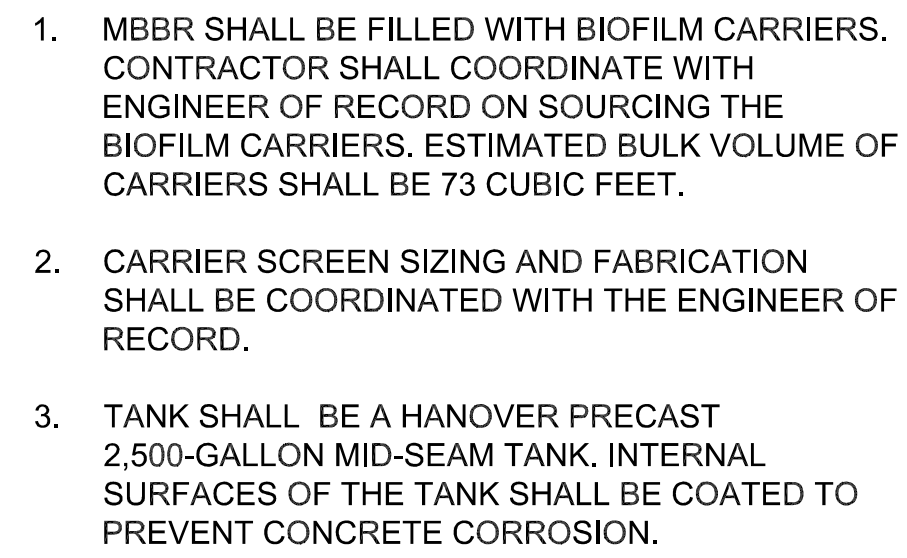 1. MBBR SHALL BE FILLED WITH BIOFILM CARRIERS.
CONTRACTOR SHALL COORDINATE WITH
ENGINEER OF RECORD ON SOURCING THE
BIOFILM CARRIERS. ESTIMATED BULK VOLUME OF
CARRIERS SHALL BE 73 CUBIC FEET.
2. CARRIER SCREEN SIZING AND FABRICATION
SHALL BE COORDINATED WITH THE ENGINEER OF
RECORD.
3. TANK SHALL  BE A HANOVER PRECAST
2,500-GALLON MID-SEAM TANK. INTERNAL
SURFACES OF THE TANK SHALL BE COATED TO
PREVENT CONCRETE CORROSION.